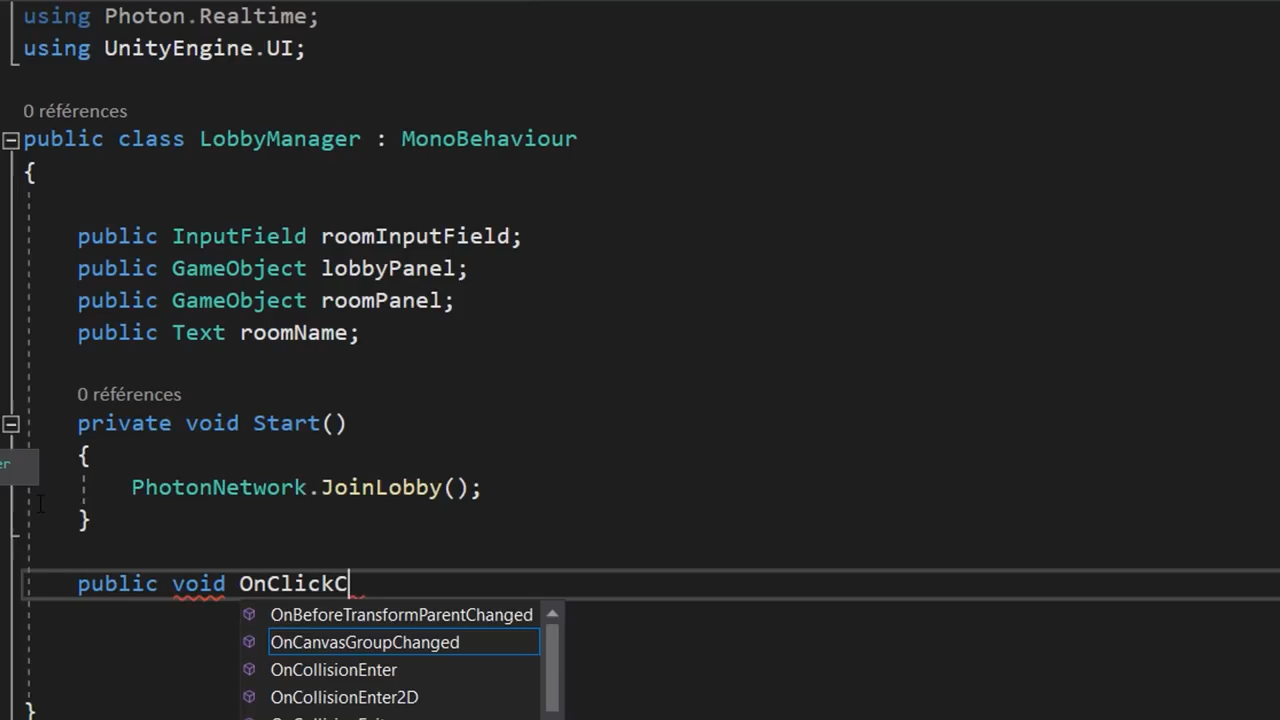 using Photon.Realtime;
using UnityEngine.UI;
0 références
public class LobbyManager : MonoBehaviour
{
public InputField roomInputField;
public GameObject lobbyPanel;
public GameObject roomPanel;
public Text roomName;
0 références
private void Start()
{
er
PhotonNetwork.JoinLobby();
}
public void OnClickC
OnBeforeTransformParentChanged
OnCanvasGroupChanged
OnCollisionEnter
OnCollisionEnter2D
}